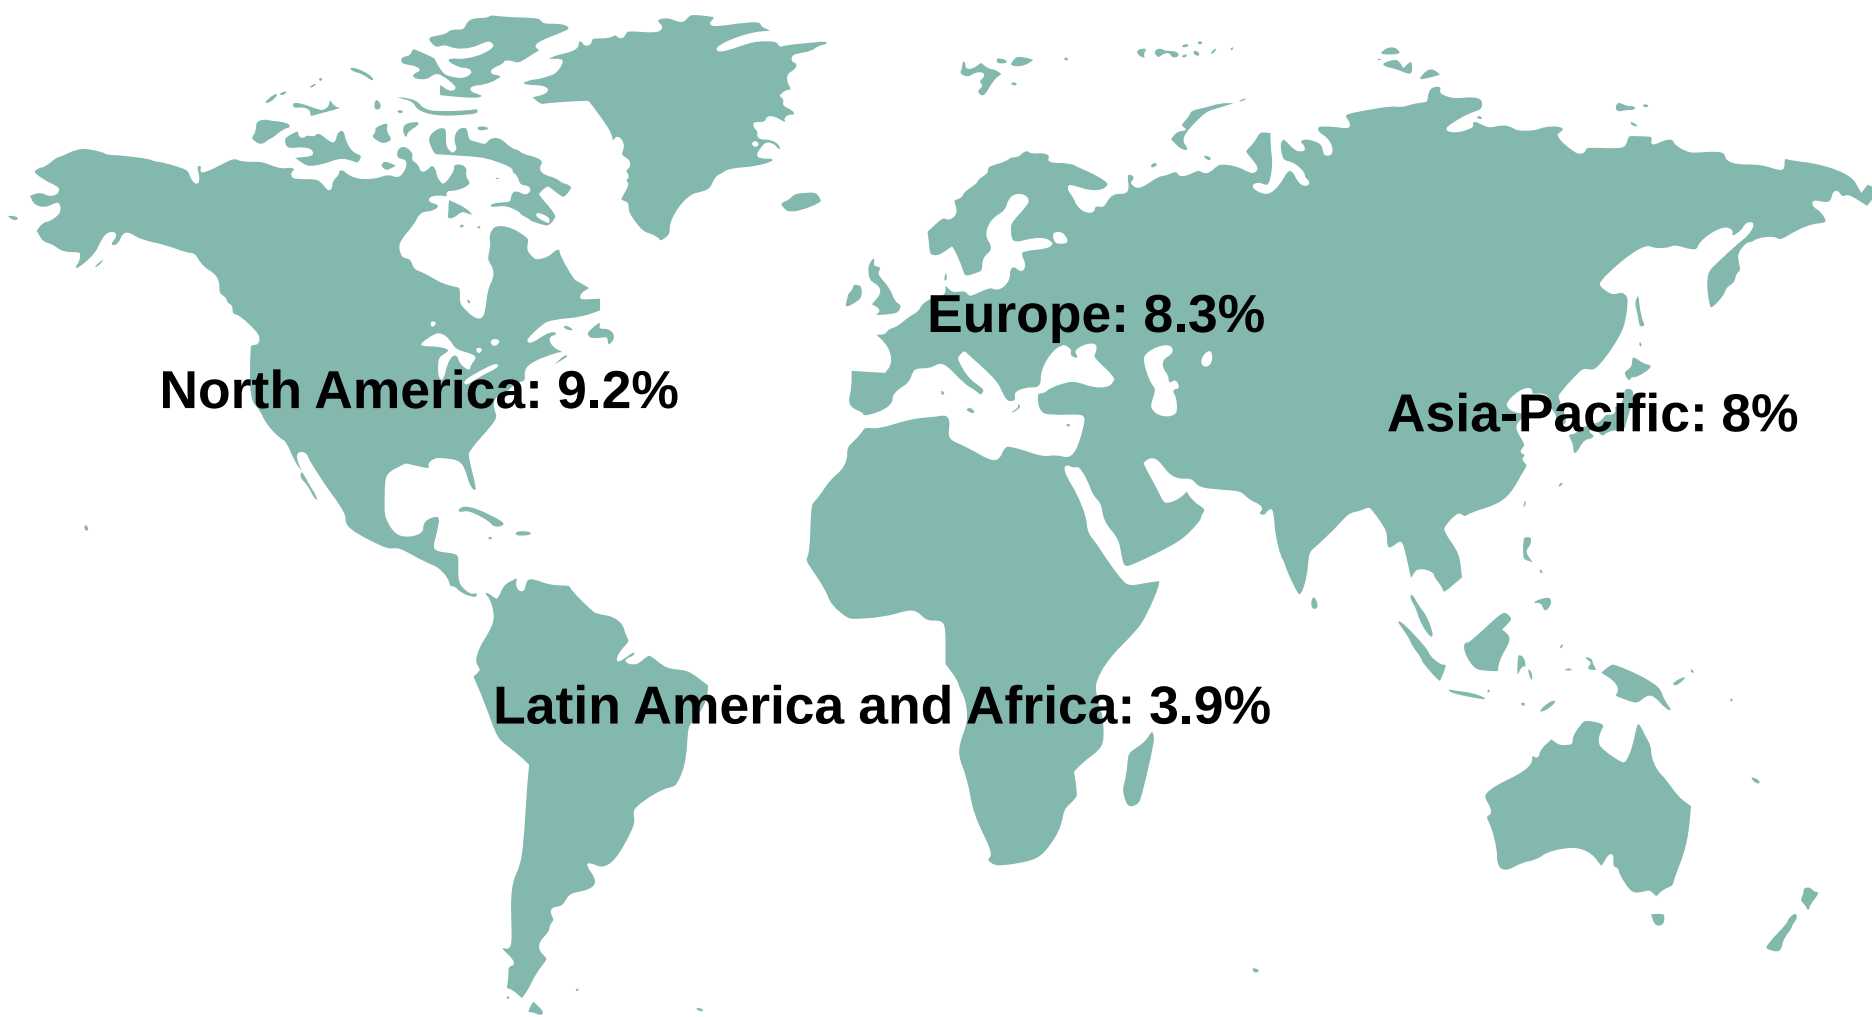 Europe: 8.3%
North America: 9.2%
Asia-Pacific: 8%
Latin America and Africa: 3.9%